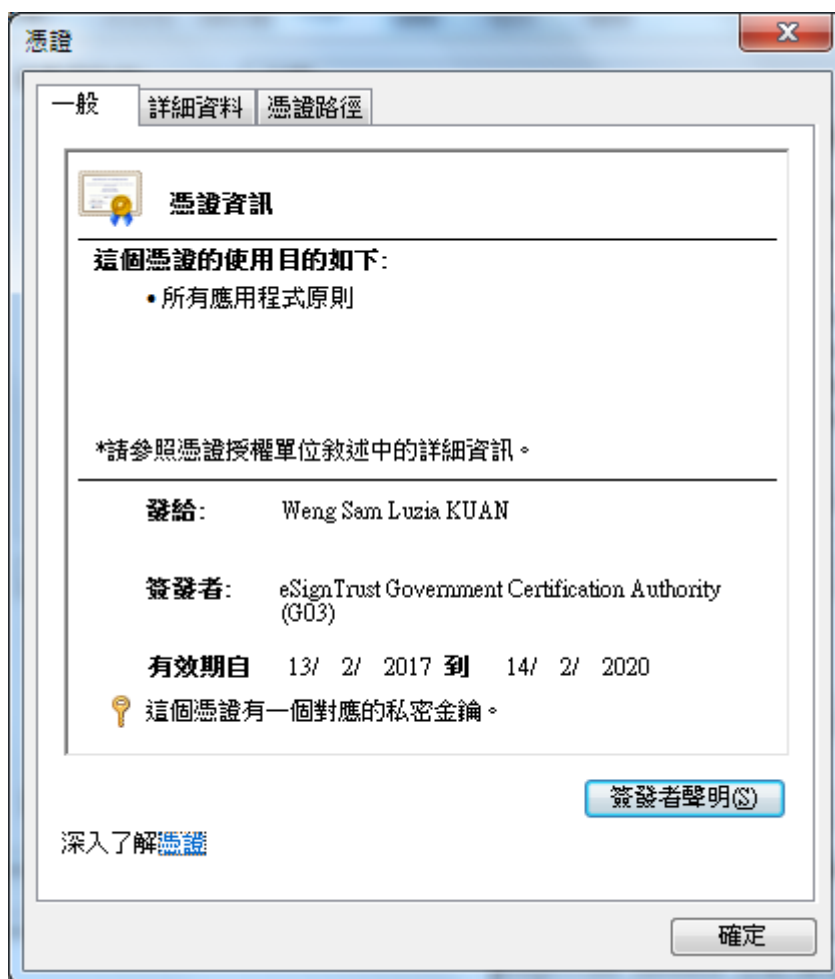 憑證
一般 詳細資料 憑證路徑
憑證資訊
這個憑證的使用目的如下:
• 所有應用程式原則
*請參照憑證授權單位敘述中的詳細資訊。
發給: Weng Sam Luzia KUAN
簽發者: eSignTrust Government Certification Authority
(G03)
有效期自 13/ 2/ 2017 到 14/ 2/ 2020
這個憑證有一個對應的私密金鑰。
簽發者聲明(S)
深入了解憑證
確定